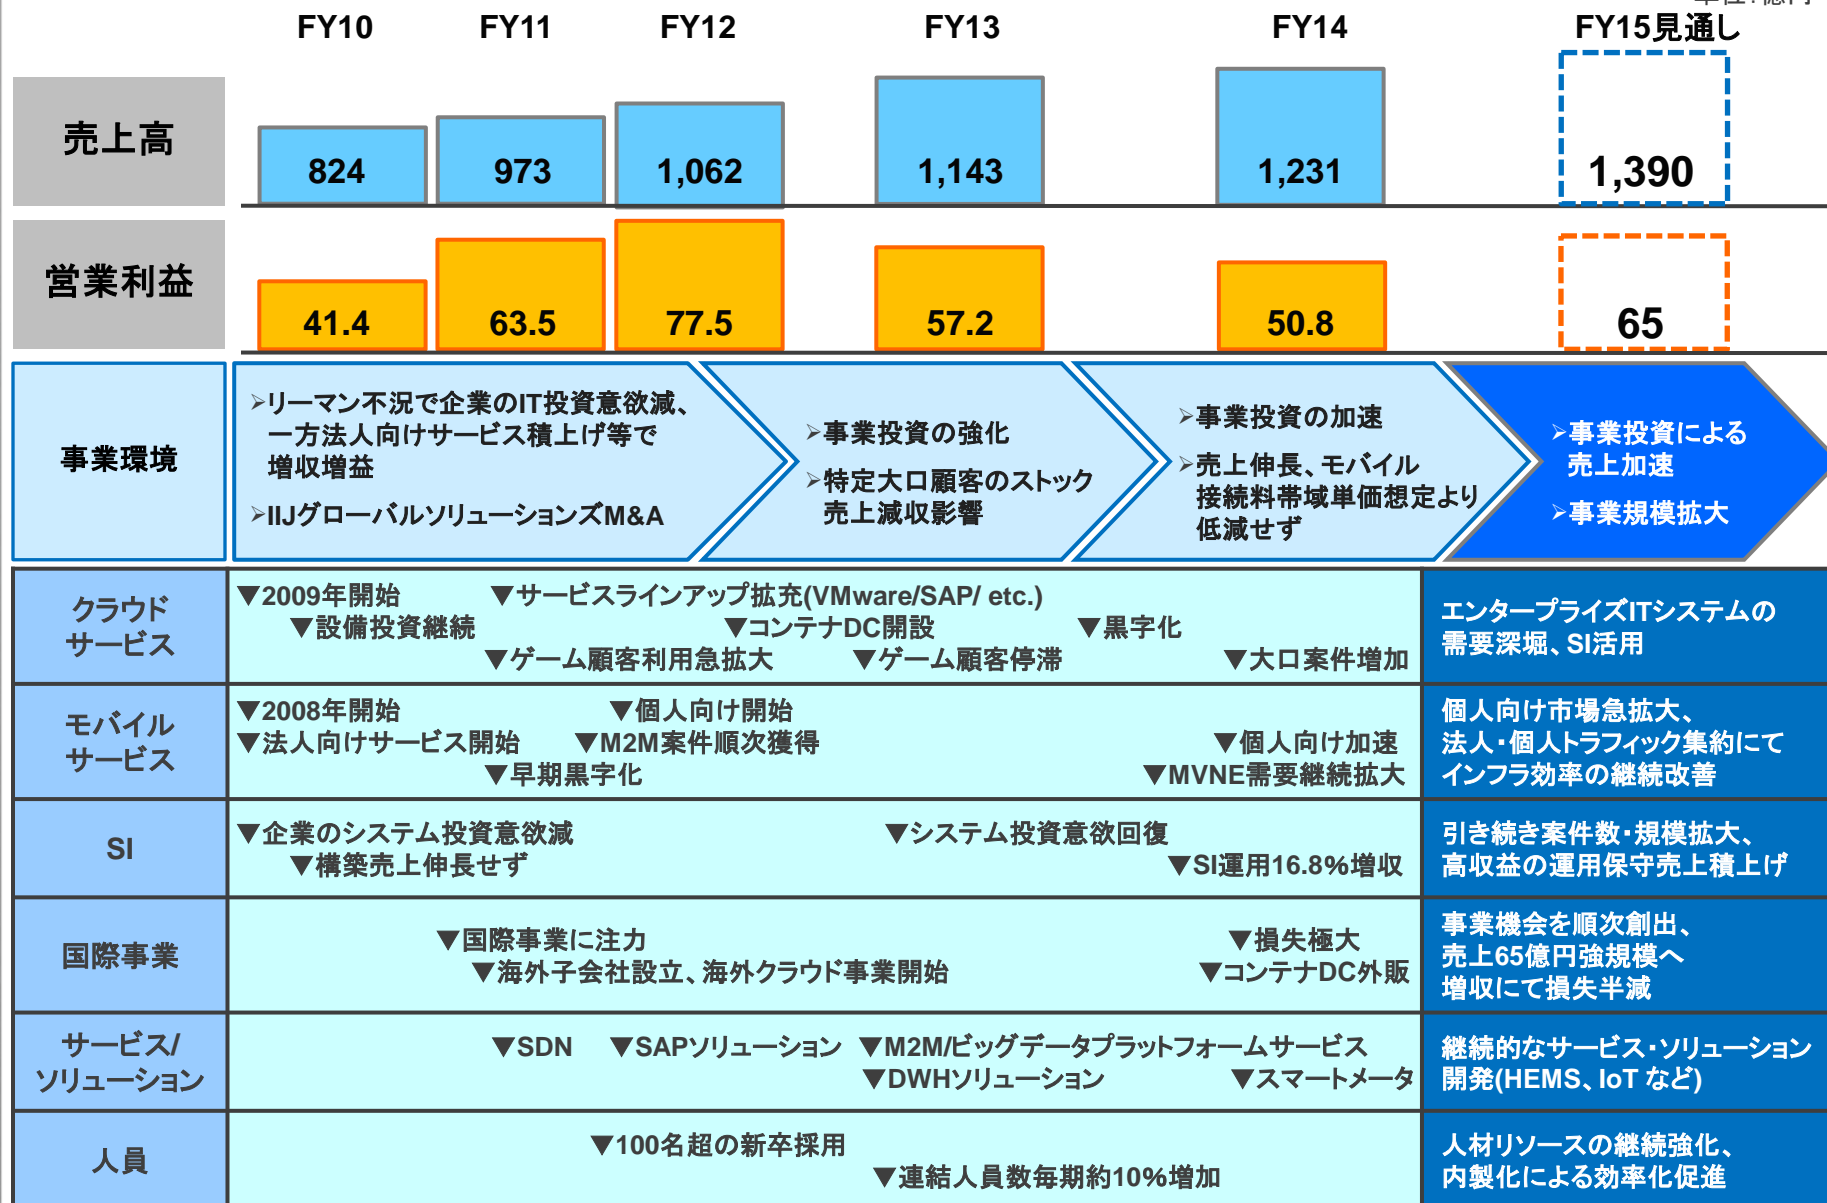 FY10
FY11
FY12
FY13
FY14
FY15見通し
売上高
824
973
1,062
1,143
1,231
1,390
営業利益
41.4
63.5
77.5
57.2
50.8
65
事業環境
➢リーマン不況で企業のIT投資意欲減、
一方法人向けサービス積上げ等で
増収増益
➢IIJグローバルソリューションズM&A
➢事業投資の強化
➢特定大口顧客のストック
売上減収影響
➢事業投資の加速
➢売上伸長、モバイル
接続料帯域単価想定より
低減せず
➢事業投資による
売上加速
➢事業規模拡大
クラウド
サービス
▼2009年開始
▼サービスラインアップ拡充(VMware/SAP/ etc.)
▼設備投資継続
▼コンテナDC開設
▼黒字化
▼ゲーム顧客利用急拡大
▼ゲーム顧客停滞
▼大口案件増加
エンタープライズITシステムの
需要深堀、SI活用
モバイル
サービス
▼2008年開始
▼個人向け開始
▼法人向けサービス開始
▼M2M案件順次獲得
▼個人向け加速
▼早期黒字化
▼MVNE需要継続拡大
個人向け市場急拡大、
法人・個人トラフィック集約にて
インフラ効率の継続改善
SI
▼企業のシステム投資意欲減
▼システム投資意欲回復
▼構築売上伸長せず
▼SI運用16.8%増収
引き続き案件数・規模拡大、
高収益の運用保守売上積上げ
国際事業
▼国際事業に注力
▼損失極大
▼海外子会社設立、海外クラウド事業開始
▼コンテナDC外販
事業機会を順次創出、
売上65億円強規模へ
増収にて損失半減
サービス/
ソリューション
▼SDN
▼SAPソリューション
▼M2M/ビッグデータプラットフォームサービス
▼DWHソリューション
▼スマートメータ
継続的なサービス・ソリューション
開発(HEMS、IoT など)
人員
▼100名超の新卒採用
▼連結人員数毎期約10%増加
人材リソースの継続強化、
内製化による効率化促進